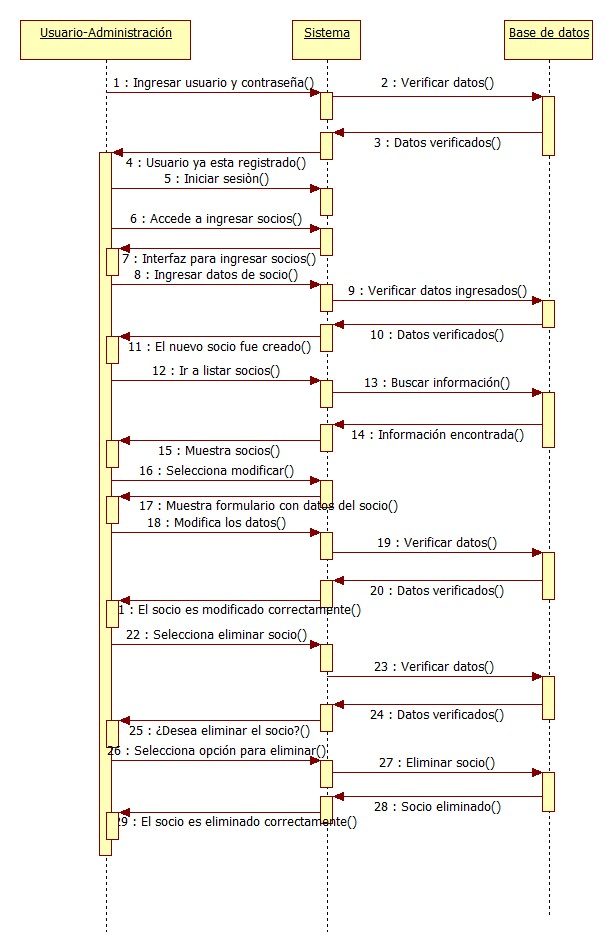 Usuario-Administración
Sistema
Base de datos
1 : Ingresar usuario y contraseña()
2 : Verificar datos()
3 : Datos verificados()
4 : Usuario ya esta registrado()
5 : Iniciar sesiòn()
6 : Accede a ingresar socios()
7 : Interfaz para ingresar socios()
8 : Ingresar datos de socio()
9 : Verificar datos ingresados()
10 : Datos verificados()
11 : El nuevo socio fue creado()
12 : Ir a listar socios()
13 : Buscar información()
14 : Información encontrada()
15 : Muestra socios()
16 : Selecciona modificar()
17 : Muestra formulario con datos del socio()
18 : Modifica los datos()
19 : Verificar datos()
20 : Datos verificados()
1 : El socio es modificado correctamente()
22 : Selecciona eliminar socio()
23 : Verificar datos()
24 : Datos verificados()
25 : ¿Desea eliminar el socio?()
26 : Selecciona opción para eliminar()
27 : Eliminar socio()
28 : Socio eliminado()
29 : El socio es eliminado correctamente()